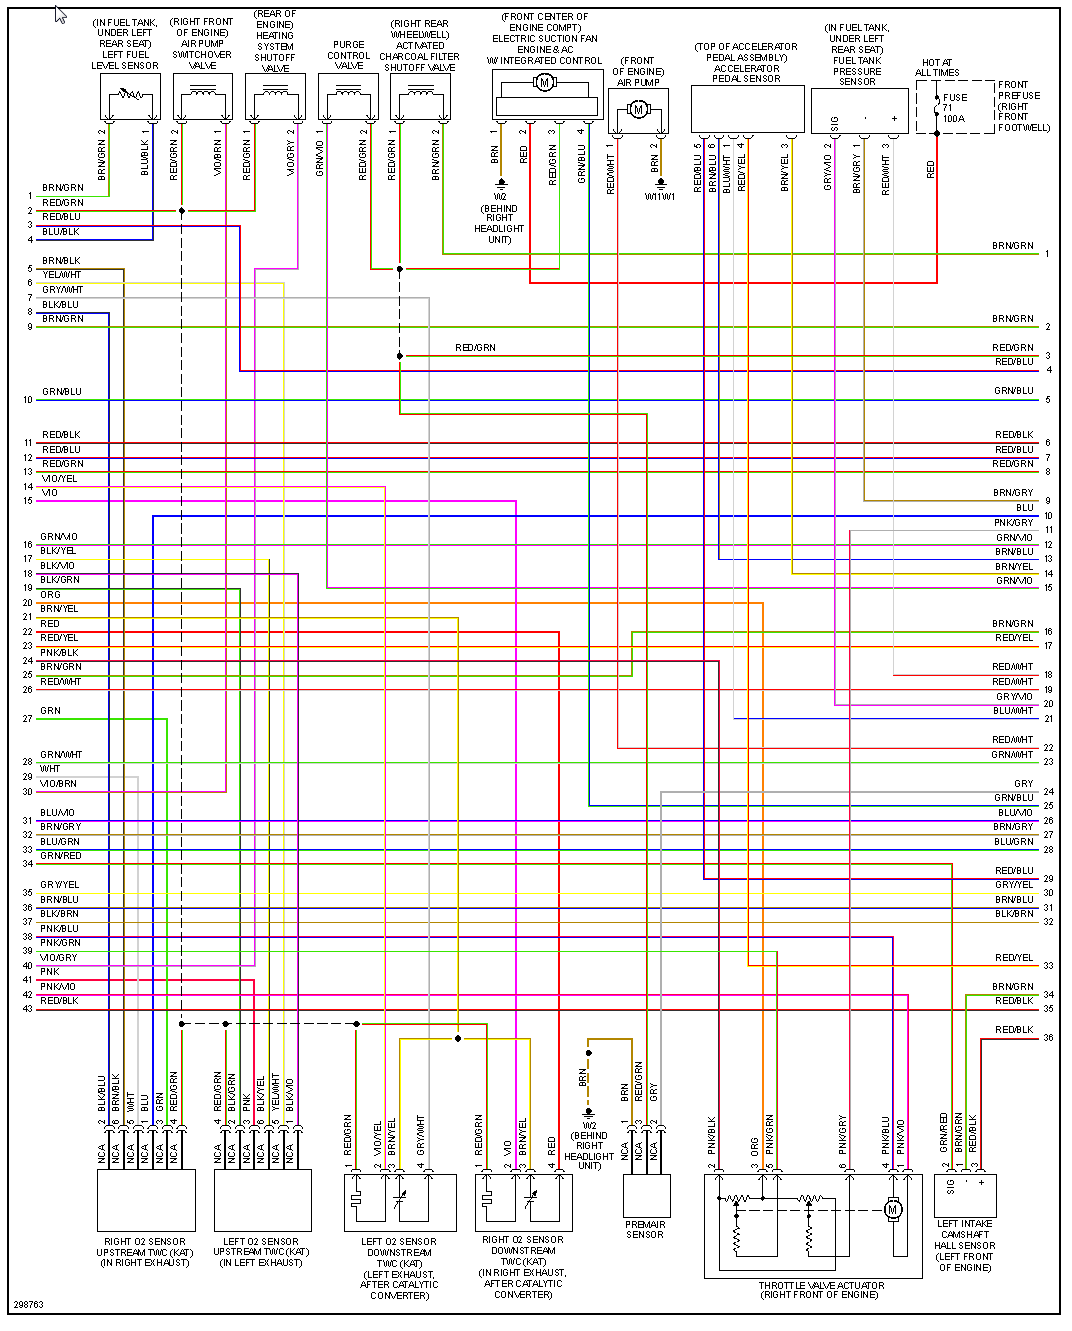 (IN FUEL TANK,
UNDER LEFT
REAR SEAT)
LEFT FUEL
LEVEL SENSOR
(RIGHT FRONT
OF ENGINE)
AIR PUMP
SWITCHOVER
VALVE
(REAR OF
ENGINE)
HEATING
SYSTEM
SHUTOFF
VALVE
PURGE
CONTROL
VALVE
(RIGHT REAR
WHEELWELL)
ACTIVATED
CHARCOAL FILTER
SHUTOFF VALVE
(FRONT CENTER OF
ENGINE COMPT)
ELECTRIC SUCTION FAN
ENGINE & AC
W/ INTEGRATED CONTROL
(FRONT
OF ENGINE)
AIR PUMP
(TOP OF ACCELERATOR
PEDAL ASSEMBLY)
ACCELERATOR
PEDAL SENSOR
(IN FUEL TANK,
UNDER LEFT
REAR SEAT)
FUEL TANK
PRESSURE
SENSOR
HOT AT
ALL TIMES
FUSE
71
100A
FRONT
PREFUSE
(RIGHT
FRONT
FOOTWELL)
M
M
SIG
-
+
BRN/GRN 2
BLU/BLK 1
RED/GRN 2
VIO/BRN 1
RED/GRN 1
VIO/GRY 2
GRN/VIO 1
RED/GRN 2
RED/GRN 1
BRN/GRN 2
BRN 1
RED 2
RED/GRN 3
GRN/BLU 4
RED/WHT 1
BRN 2
RED/BLU 5
BRN/BLU 6
BLU/WHT 1
RED/YEL 4
BRN/YEL 3
GRY/VIO 2
BRN/GRY 1
RED/WHT 3
RED
W2
(BEHIND
RIGHT
HEADLIGHT
UNIT)
W11W1
1 BRN/GRN
2 RED/GRN
3 RED/BLU
4 BLU/BLK
BRN/GRN 1
5 BRN/BLK
6 YEL/WHT
7 GRY/WHT
8 BLK/BLU
9 BRN/GRN
BRN/GRN 2
RED/GRN
RED/GRN 3
RED/BLU 4
10 GRN/BLU
GRN/BLU 5
11 RED/BLK
RED/BLK 6
12 RED/BLU
RED/BLU 7
13 RED/GRN
RED/GRN 8
14 VIO/YEL
15 VIO
BRN/GRY 9
BLU 10
PNK/GRY 11
16 GRN/VIO
GRN/VIO 12
17 BLK/YEL
BRN/BLU 13
18 BLK/VIO
BRN/YEL 14
19 BLK/GRN
GRN/VIO 15
20 ORG
21 BRN/YEL
22 RED
BRN/GRN 16
23 RED/YEL
RED/YEL 17
24 PNK/BLK
25 BRN/GRN
RED/WHT 18
26 RED/WHT
RED/WHT 19
GRY/VIO 20
27 GRN
BLU/WHT 21
RED/WHT 22
28 GRN/WHT
GRN/WHT 23
29 WHT
30 VIO/BRN
GRY 24
GRN/BLU 25
31 BLU/VIO
BLU/VIO 26
32 BRN/GRY
BRN/GRY 27
33 BLU/GRN
BLU/GRN 28
34 GRN/RED
RED/BLU 29
35 GRY/YEL
GRY/YEL 30
36 BRN/BLU
BRN/BLU 31
37 BLK/BRN
BLK/BRN 32
38 PNK/BLU
39 PNK/GRN
40 VIO/GRY
RED/YEL 33
41 PNK
42 PNK/VIO
BRN/GRN 34
43 RED/BLK
RED/BLK 35
RED/BLK 36
2 BLK/BLU
6 BRN/BLK
5 WHT
1 BLU
3 GRN
4 RED/GRN
4 RED/GRN
2 BLK/GRN
3 PNK
6 BLK/YEL
5 YEL/WHT
1 BLK/VIO
NCA
NCA
NCA
NCA
NCA
NCA
NCA
NCA
NCA
NCA
NCA
NCA
1 RED/GRN
2 VIO/YEL
3 BRN/YEL
4 GRY/WHT
1 RED/GRN
2 VIO
3 BRN/YEL
4 RED
BRN
W2
(BEHIND
RIGHT
HEADLIGHT
UNIT)
1 BRN
3 RED/GRN
2 GRY
NCA
NCA
NCA
2 PNK/BLK
3 ORG
5 PNK/GRN
6 PNK/GRY
4 PNK/BLU
1 PNK/VIO
2 GRN/RED
1 BRN/GRN
3 RED/BLK
SIG
-
+
M
RIGHT O2 SENSOR
UPSTREAM TWC (KAT)
(IN RIGHT EXHAUST)
LEFT O2 SENSOR
UPSTREAM TWC (KAT)
(IN LEFT EXHAUST)
LEFT O2 SENSOR
DOWNSTREAM
TWC (KAT)
(LEFT EXHAUST,
AFTER CATALYTIC
CONVERTER)
RIGHT O2 SENSOR
DOWNSTREAM
TWC (KAT)
(IN RIGHT EXHAUST,
AFTER CATALYTIC
CONVERTER)
PREMAIR
SENSOR
THROTTLE VALVE ACTUATOR
(RIGHT FRONT OF ENGINE)
LEFT INTAKE
CAMSHAFT
HALL SENSOR
(LEFT FRONT
OF ENGINE)
298763